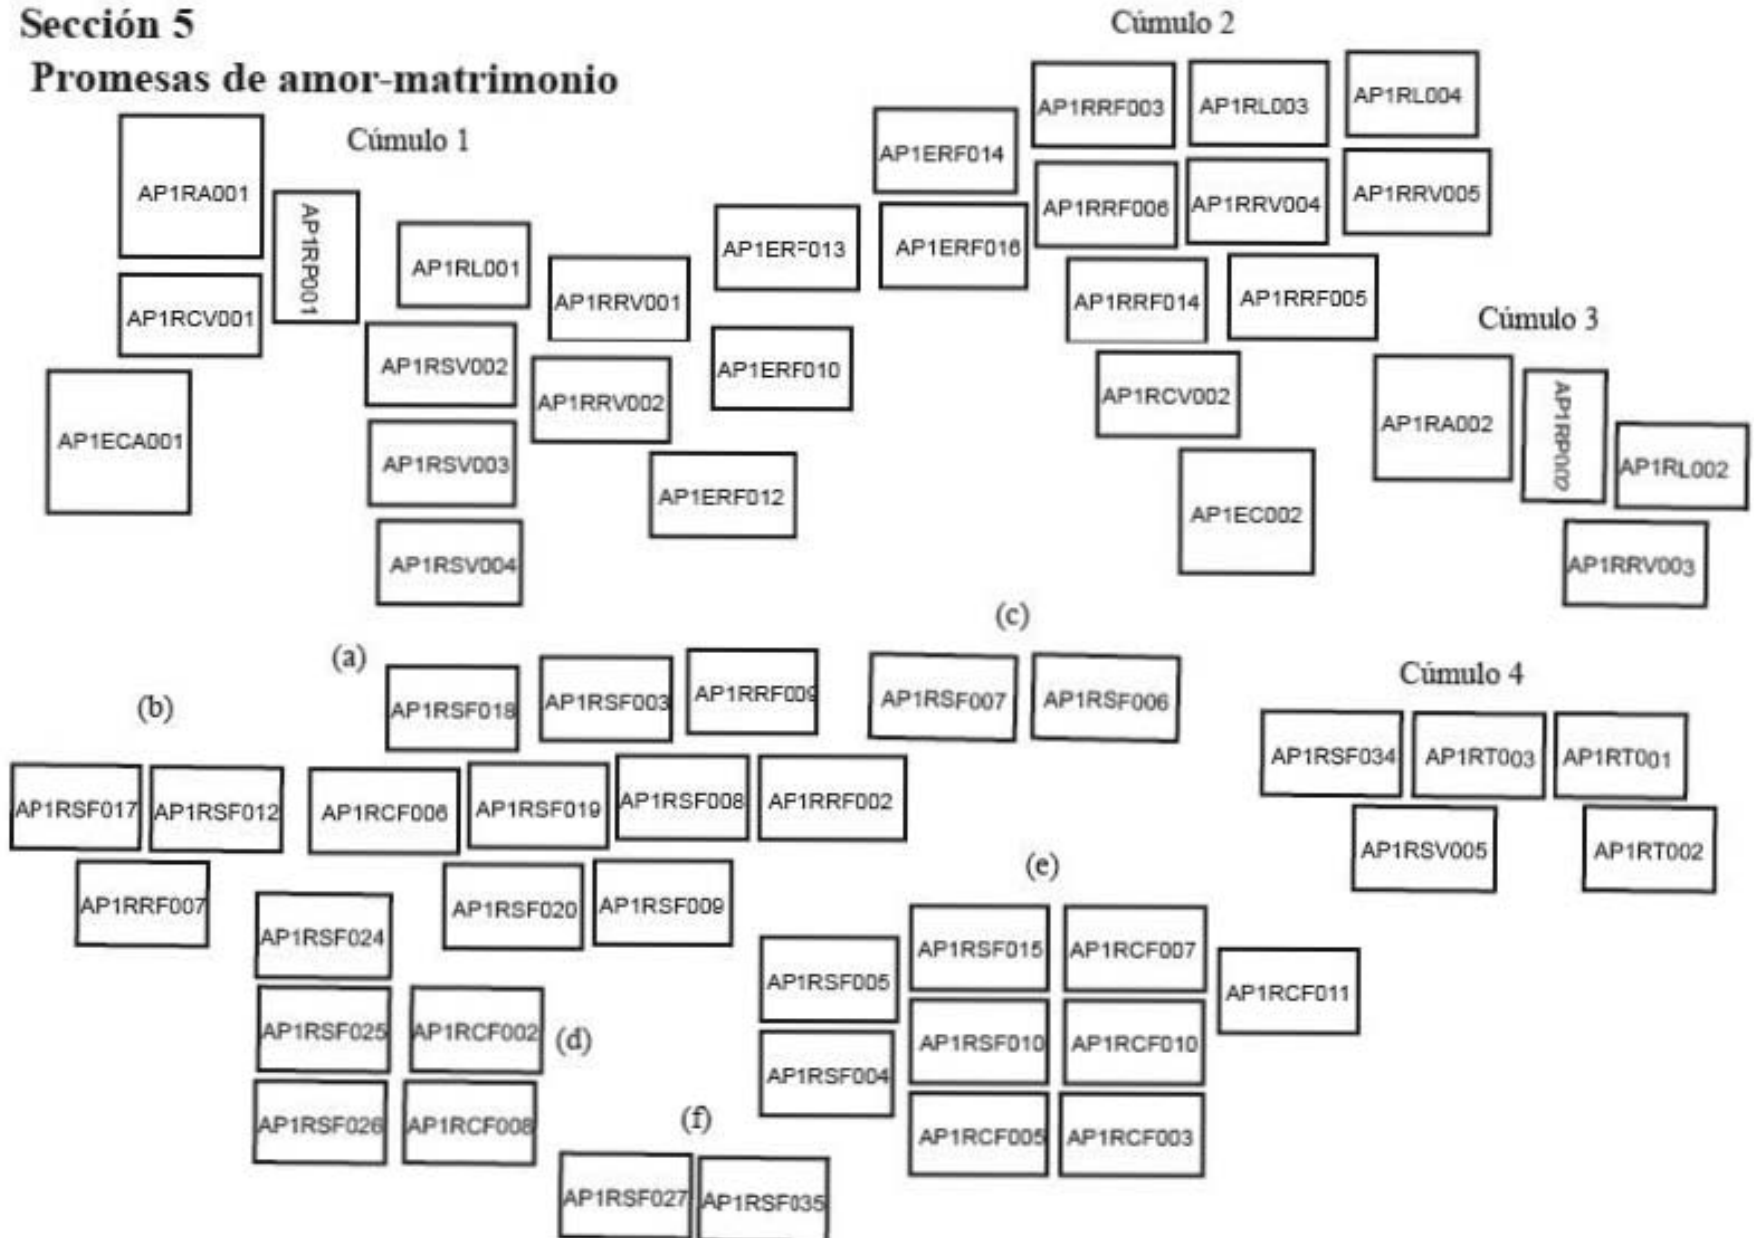 Sección 5
Promesas de amor-matrimonio
Cúmulo 1
AP1RA001
AP1RP001
AP1RCV001
AP1ECA001
AP1RL001
AP1RRV001
AP1RSV002
AP1RRV002
AP1RSV003
AP1RSV004
AP1ERF013
AP1ERF010
AP1ERF012
Cúmulo 2
AP1ERF014
AP1RRF003
AP1RL003
AP1RL004
AP1ERF016
AP1RRF006
AP1RRV004
AP1RRV005
AP1RRF014
AP1RRF005
AP1RCV002
AP1EC002
Cúmulo 3
AP1RA002
AP1RP002
AP1RL002
AP1RRV003
(a)
AP1RSF018
AP1RSF003
AP1RRF009
AP1RCF006
AP1RSF019
AP1RSF008
AP1RRF002
AP1RSF020
AP1RSF009
(b)
AP1RSF017
AP1RSF012
AP1RRF007
(c)
AP1RSF007
AP1RSF006
Cúmulo 4
AP1RSF034
AP1RT003
AP1RT001
AP1RSV005
AP1RT002
(d)
AP1RSF024
AP1RSF025
AP1RCF002
AP1RSF026
AP1RCF008
(e)
AP1RSF005
AP1RSF015
AP1RCF007
AP1RCF011
AP1RSF004
AP1RSF010
AP1RCF010
AP1RCF005
AP1RCF003
(f)
AP1RSF027
AP1RSF035